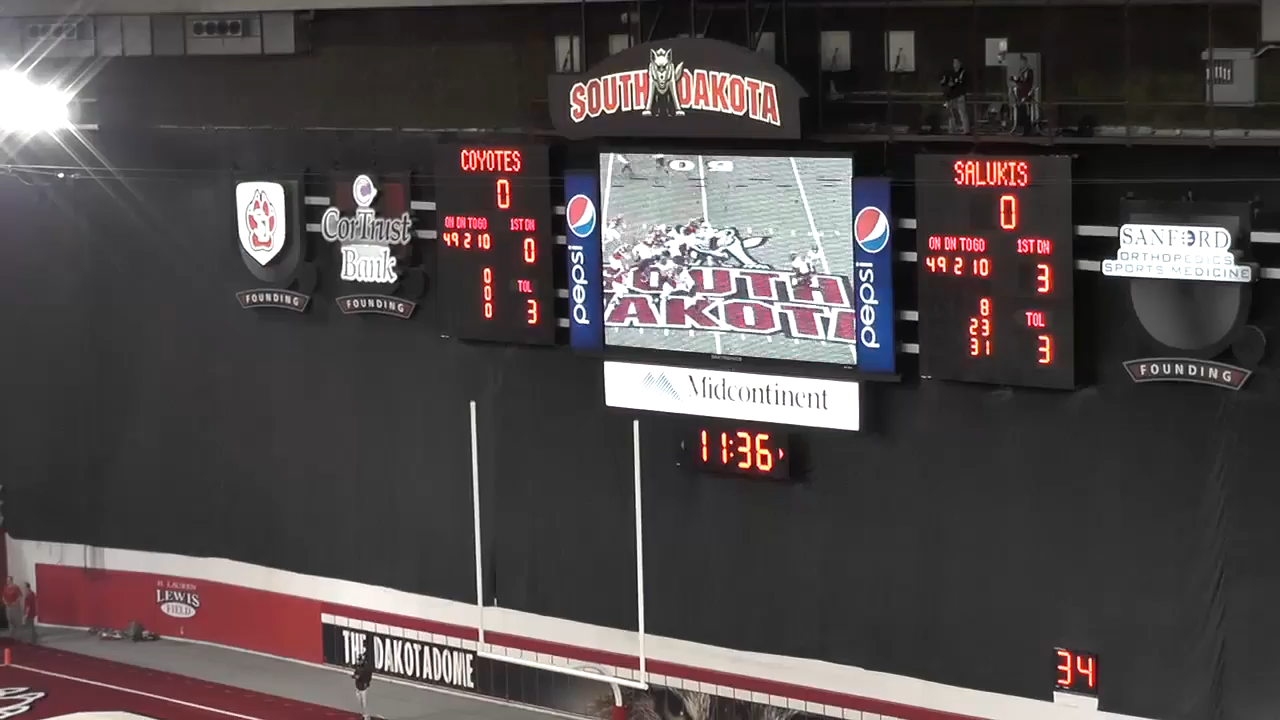 SOUTH DAKOTA
COYOTES
0
ON DN TOGO 1ST DN
49 2 10 0
0
0
0
TOL
3
pepsi
SOUTH
DAKOTA
pepsi
SALUKIS
0
ON DN TOGO 1ST DN
49 2 10 3
8
23
31
TOL
3
CorTrust
Bank
FOUNDING
FOUNDING
SANFORD
ORTHOPEDICS
SPORTS MEDICINE
FOUNDING
Midcontinent
11:36
LEWIS
FIELD
THE DAKOTADOME
34